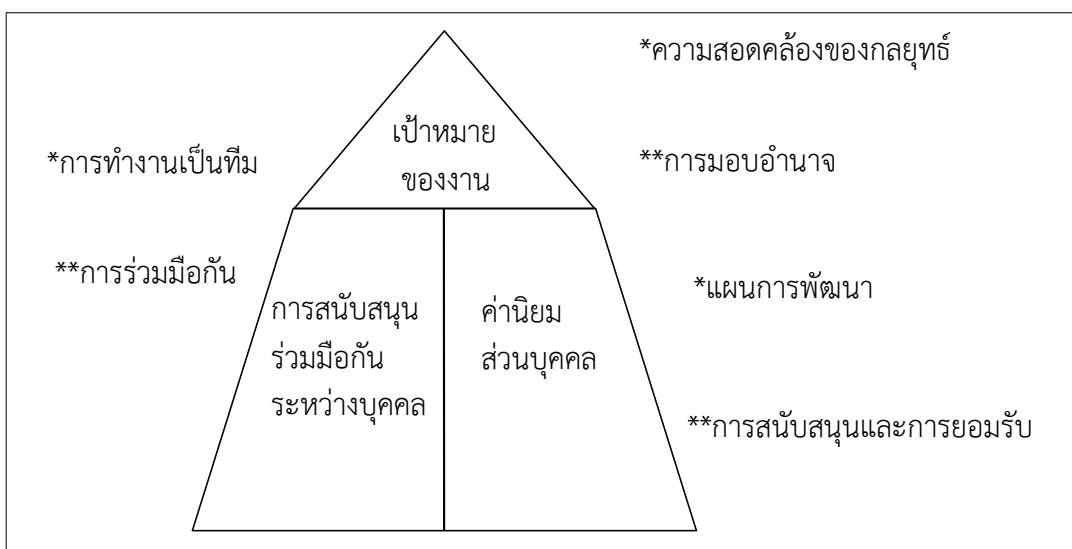 *ความสอดคล้องของกลยุทธ์
เป้าหมาย
ของงาน
*การทำงานเป็นทีม
**การมอบอำนาจ
**การร่วมมือกัน
*แผนการพัฒนา
การสนับสนุน
ร่วมมือกัน
ระหว่างบุคคล
ค่านิยม
ส่วนบุคคล
**การสนับสนุนและการยอมรับ